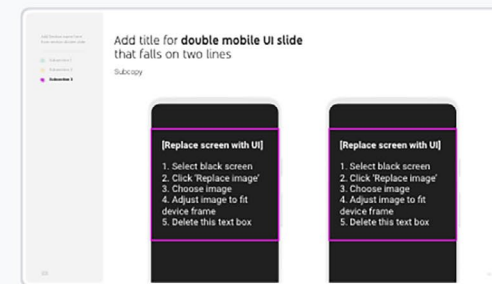 Add title for double mobile UI slide
that falls on two lines
Subcopy
[Replace screen with UI]
1. Select black screen
2. Click 'Replace image'
3. Choose image
4. Adjust image to fit
device frame
5. Delete this text box
[Replace screen with UI]
1. Select black screen
2. Click 'Replace image'
3. Choose image
4. Adjust image to fit
device frame
5. Delete this text box